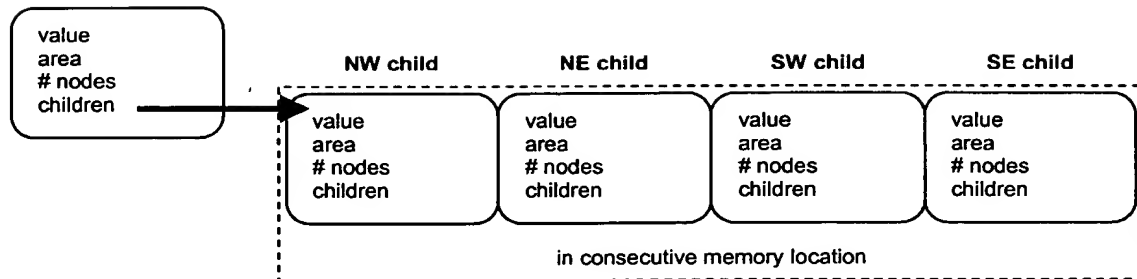 value
area
# nodes
children
NW child
NE child
SW child
SE child
value
area
# nodes
children
value
area
# nodes
children
value
area
# nodes
children
value
area
# nodes
children
in consecutive memory location